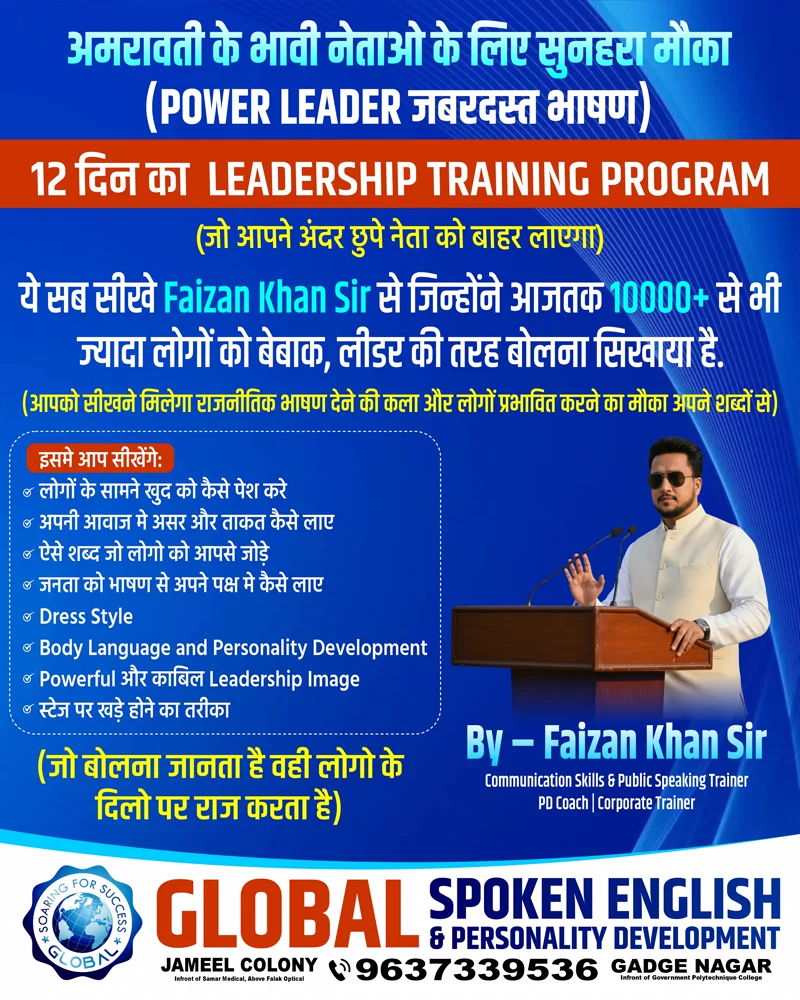 अमरावती के भावी नेताओ के लिए सुनहरा मौका
(POWER LEADER जबरदस्त भाषण)
12 दिन का LEADERSHIP TRAINING PROGRAM
(जो आपने अंदर छुपे नेता को बाहर लाएगा)
ये सब सीखे Faizan Khan Sir से जिन्होंने आजतक 10000+ से भी
ज्यादा लोगों को बेबाक, लीडर की तरह बोलना सिखाया है.
(आपको सीखने मिलेगा राजनीतिक भाषण देने की कला और लोगों प्रभावित करने का मौका अपने शब्दों से)
इसमे आप सीखेंगे:
लोगों के सामने खुद को कैसे पेश करे
अपनी आवाज मे असर और ताकत कैसे लाए
ऐसे शब्द जो लोगो को आपसे जोड़े
जनता को भाषण से अपने पक्ष मे कैसे लाए
Dress Style
Body Language and Personality Development
Powerful और काबिल Leadership Image
स्टेज पर खड़े होने का तरीका
(जो बोलना जानता है वही लोगो के
दिलो पर राज करता है)
By – Faizan Khan Sir
Communication Skills & Public Speaking Trainer
PD Coach | Corporate Trainer
SOARING FOR SUCCESS
GLOBAL
GLOBAL SPOKEN ENGLISH
& PERSONALITY DEVELOPMENT
JAMEEL COLONY
Infront of Samar Medical, Above Falak Optical
9637339536
GADGE NAGAR
Infront of Government Polytechnique College